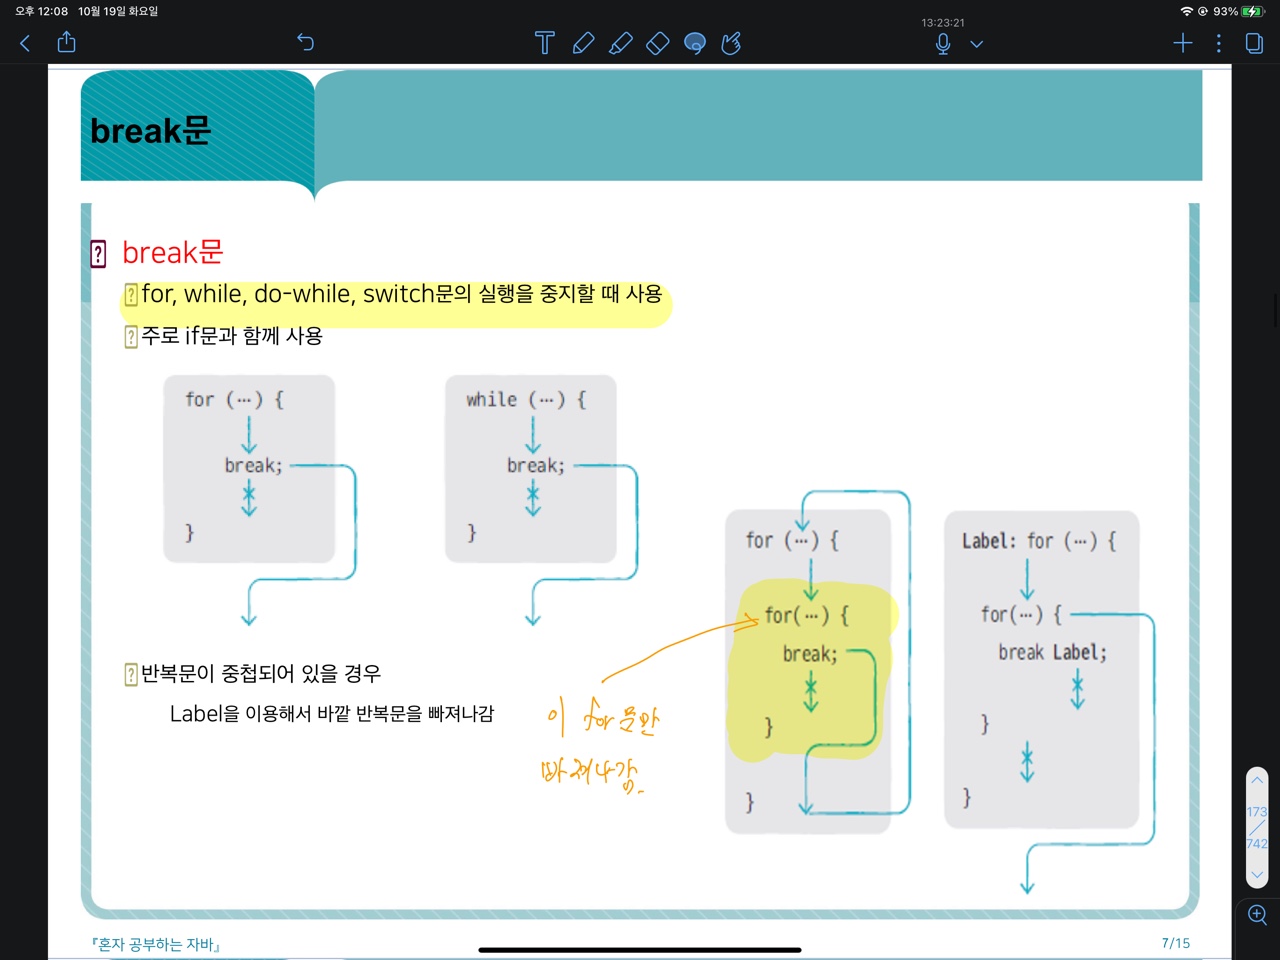 오후 12:08 10월 19일 화요일
93%
13:23:21
break문
break문
for, while, do-while, switch문의 실행을 중지할 때 사용
주로 if문과 함께 사용
for (⋯) {
break;
}
while (⋯) {
break;
}
for (⋯) {
for(⋯) {
break;
}
}
Label: for (⋯) {
for(⋯) {
break Label;
}
}
반복문이 중첩되어 있을 경우
Label을 이용해서 바깥 반복문을 빠져나감
이 for 문만
빠져나감.
173
742
『혼자 공부하는 자바』
7/15